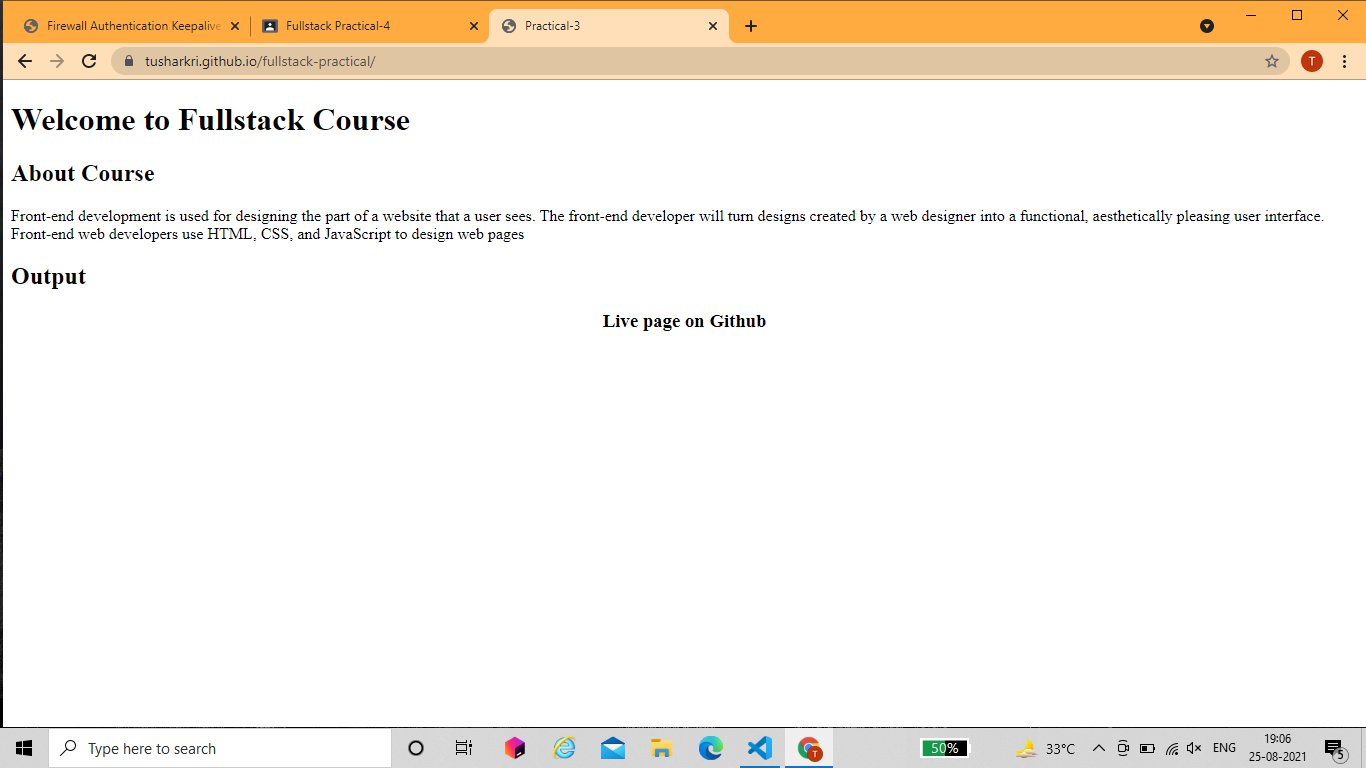 Firewall Authentication Keepalive
Fullstack Practical-4
Practical-3
tusharkri.github.io/fullstack-practical/
T
Welcome to Fullstack Course
About Course
Front-end development is used for designing the part of a website that a user sees. The front-end developer will turn designs created by a web designer into a functional, aesthetically pleasing user interface.
Front-end web developers use HTML, CSS, and JavaScript to design web pages
Output
Live page on Github
Type here to search
T
50%
33°C
ENG
19:06
25-08-2021
5